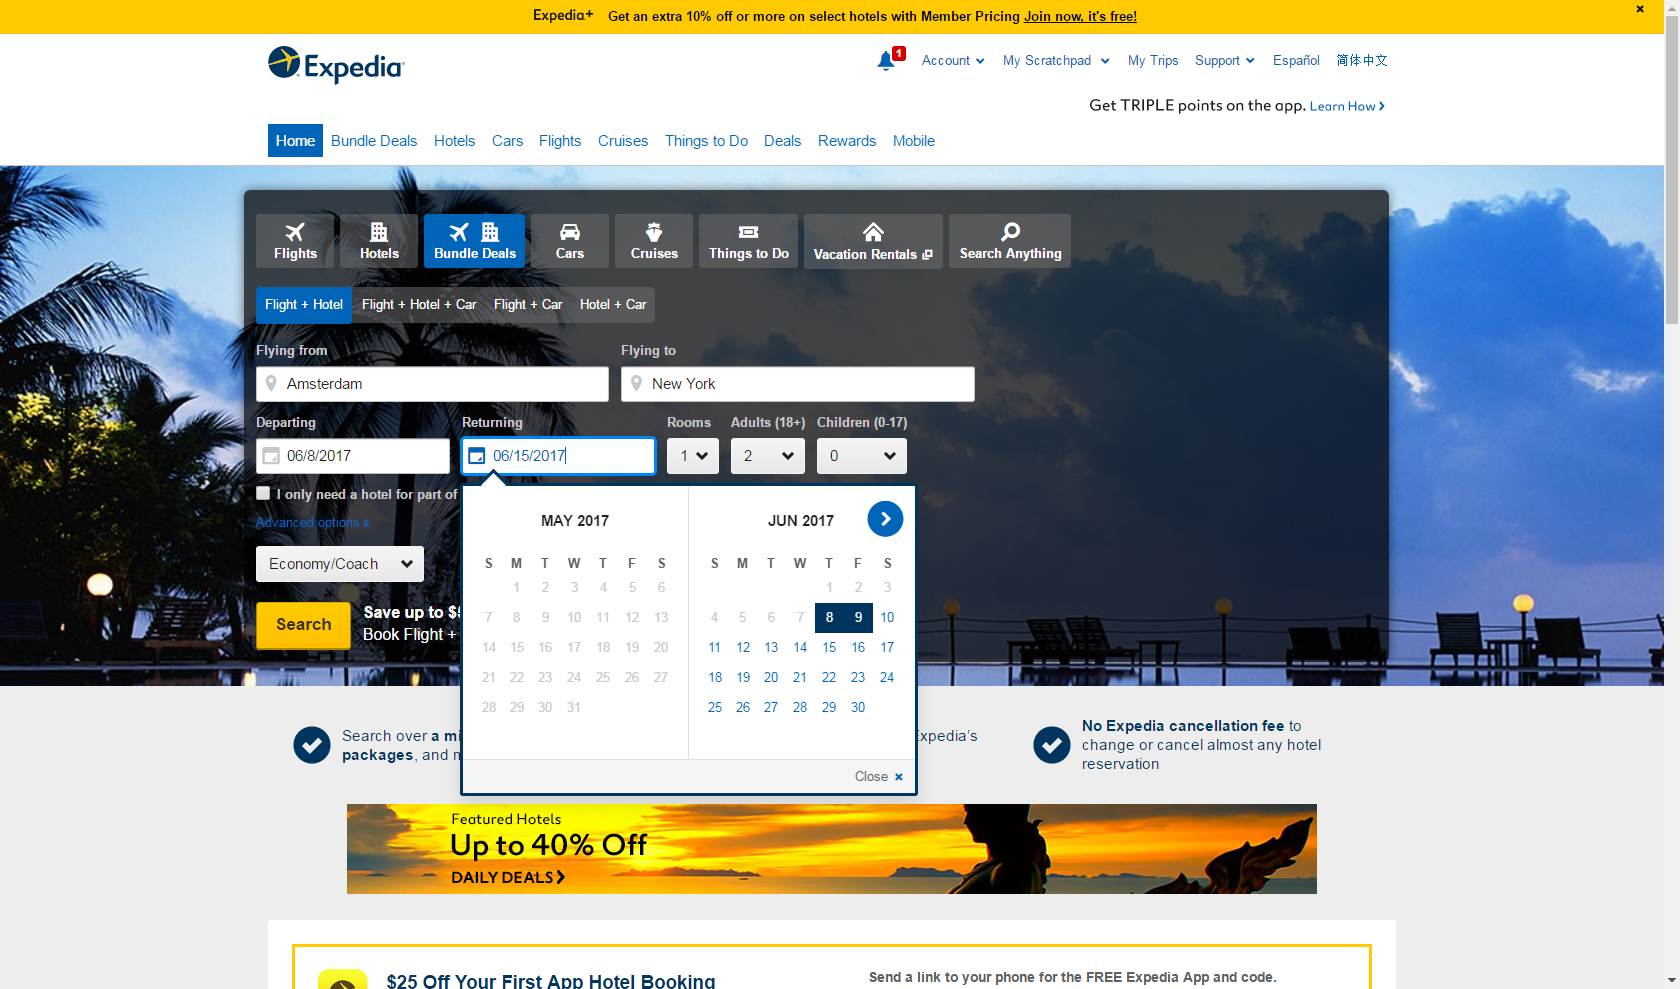 Expedia+ Get an extra 10% off or more on select hotels with Member Pricing Join now, it's free!
Expedia
1 Account My Scratchpad My Trips Support Español 简体中文
Get TRIPLE points on the app. Learn How
Home Bundle Deals Hotels Cars Flights Cruises Things to Do Deals Rewards Mobile
Flights Hotels Bundle Deals Cars Cruises Things to Do Vacation Rentals Search Anything
Flight + Hotel Flight + Hotel + Car Flight + Car Hotel + Car
Flying from Flying to
Amsterdam New York
Departing Returning Rooms Adults (18+) Children (0-17)
06/8/2017 06/15/2017 1 2 0
I only need a hotel for part of
Advanced options
Economy/Coach
Search
Save up to $
Book Flight +
MAY 2017 JUN 2017
S M T W T F S S M T W T F S
1 2 3 4 5 6 1 2 3
7 8 9 10 11 12 13 4 5 6 7 8 9 10
14 15 16 17 18 19 20 11 12 13 14 15 16 17
21 22 23 24 25 26 27 18 19 20 21 22 23 24
28 29 30 31 25 26 27 28 29 30
Close
Search over a mi
packages, and
Expedia's
No Expedia cancellation fee to
change or cancel almost any hotel
reservation
Featured Hotels
Up to 40% Off
DAILY DEALS
$25 Off Your First App Hotel Booking
Send a link to your phone for the FREE Expedia App and code.